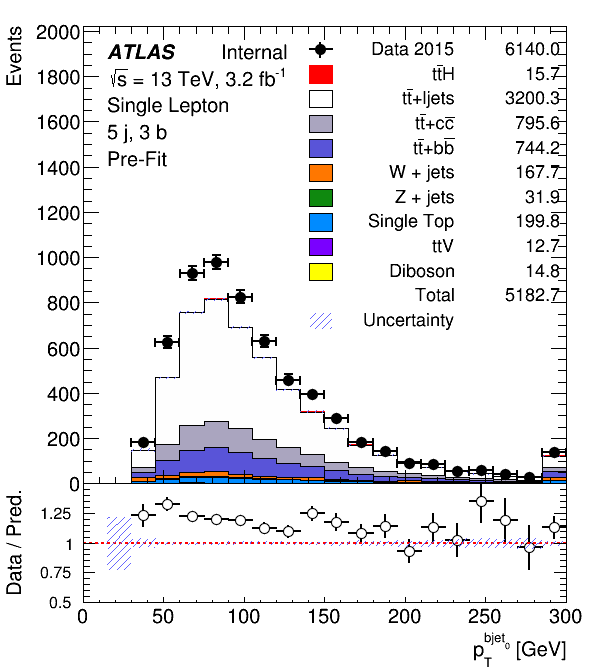 Events
2000
1800
1600
1400
1200
1000
800
600
400
200
0
ATLAS Internal
√s = 13 TeV, 3.2 fb⁻¹
Single Lepton
5 j, 3 b
Pre-Fit
Data 2015 6140.0
tt̄H 15.7
tt̄+ljets 3200.3
tt̄+cc̄ 795.6
tt̄+bb̄ 744.2
W + jets 167.7
Z + jets 31.9
Single Top 199.8
ttV 12.7
Diboson 14.8
Total 5182.7
Uncertainty
Data / Pred.
1.25
1
0.75
0.5
0 50 100 150 200 250 300
p_T^bjet₀ [GeV]